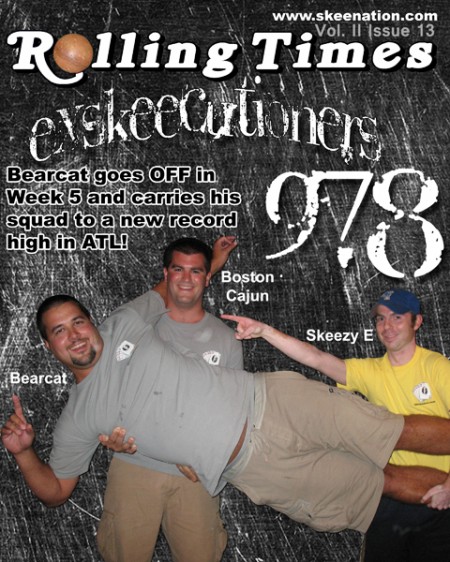 www.skeenation.com
Vol. II Issue 13
Rolling Times
exskeecutioners
Bearcat goes OFF in
Week 5 and carries his
squad to a new record
high in ATL!
978
Boston
Cajun
Skeezy E
Bearcat